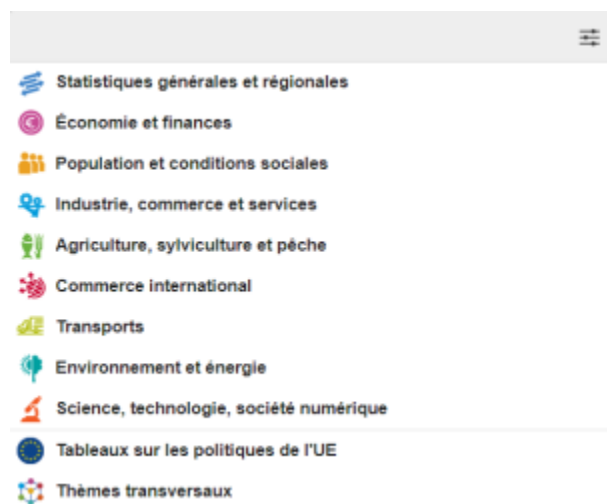 Statistiques générales et régionales
Économie et finances
Population et conditions sociales
Industrie, commerce et services
Agriculture, sylviculture et pêche
Commerce international
Transports
Environnement et énergie
Science, technologie, société numérique
Tableaux sur les politiques de l'UE
Thèmes transversaux